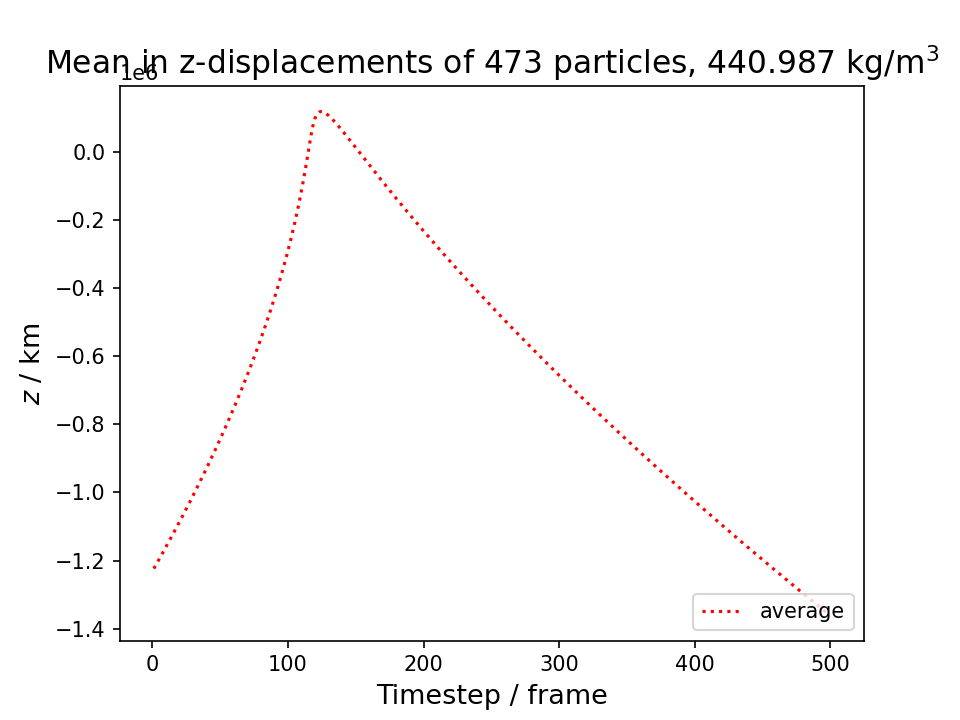 Mean in z-displacements of 473 particles, 440.987 kg/m³
1e6
0.0
−0.2
−0.4
−0.6
−0.8
−1.0
−1.2
−1.4
z / km
0 100 200 300 400 500
Timestep / frame
average